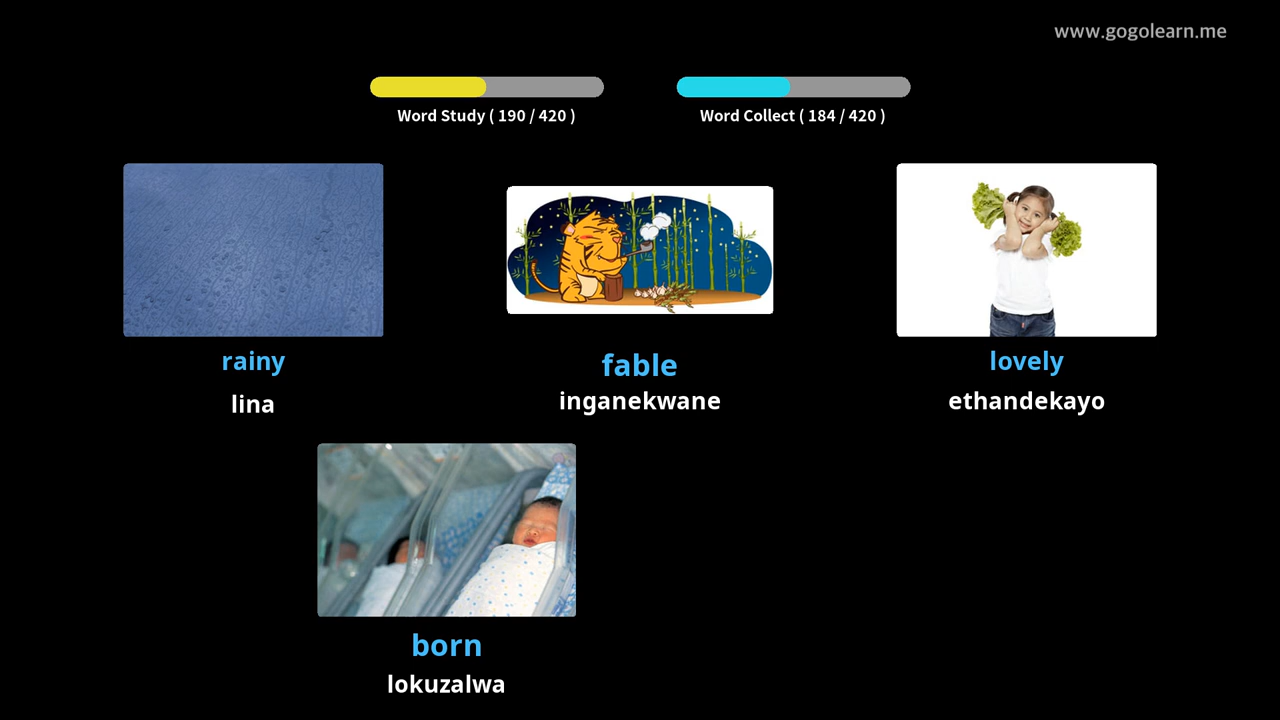 www.gogolearn.me
Word Study ( 190 / 420 )
Word Collect ( 184 / 420 )
rainy
lina
fable
inganekwane
lovely
ethandekayo
born
lokuzalwa